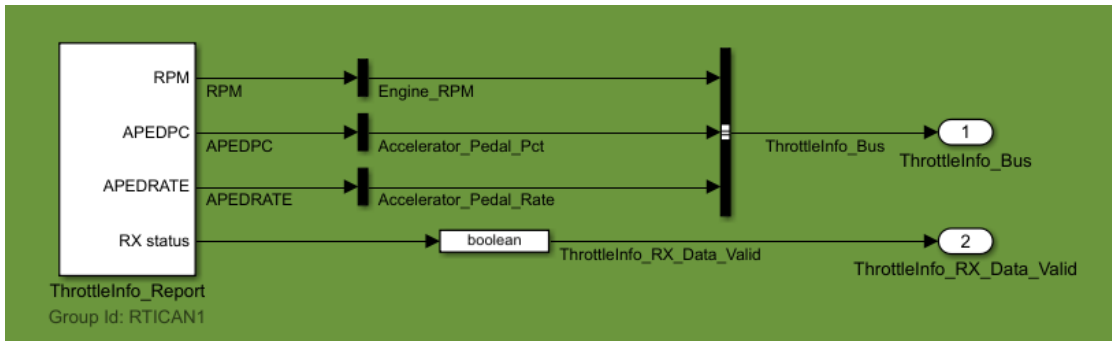 RPM
RPM
Engine_RPM
APEDPC
APEDPC
Accelerator_Pedal_Pct
ThrottleInfo_Bus
1
ThrottleInfo_Bus
APEDRATE
APEDRATE
Accelerator_Pedal_Rate
RX status
boolean
ThrottleInfo_RX_Data_Valid
2
ThrottleInfo_RX_Data_Valid
ThrottleInfo_Report
Group Id: RTICAN1